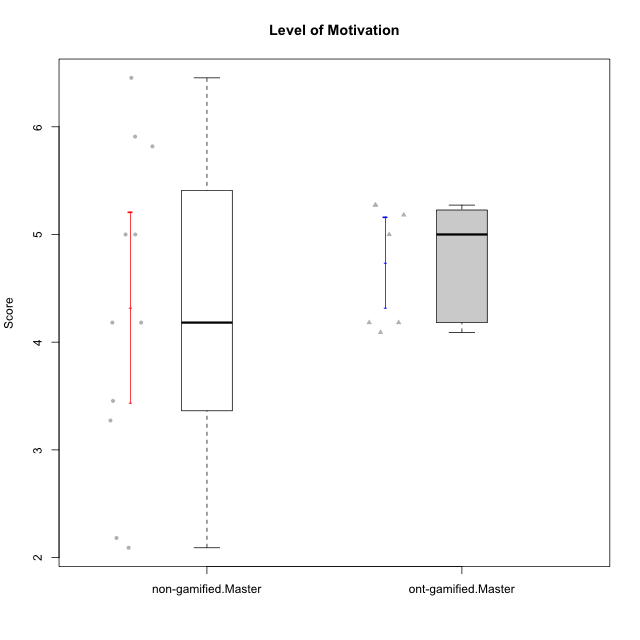 Level of Motivation
Score
6
5
4
3
2
non-gamified.Master
ont-gamified.Master